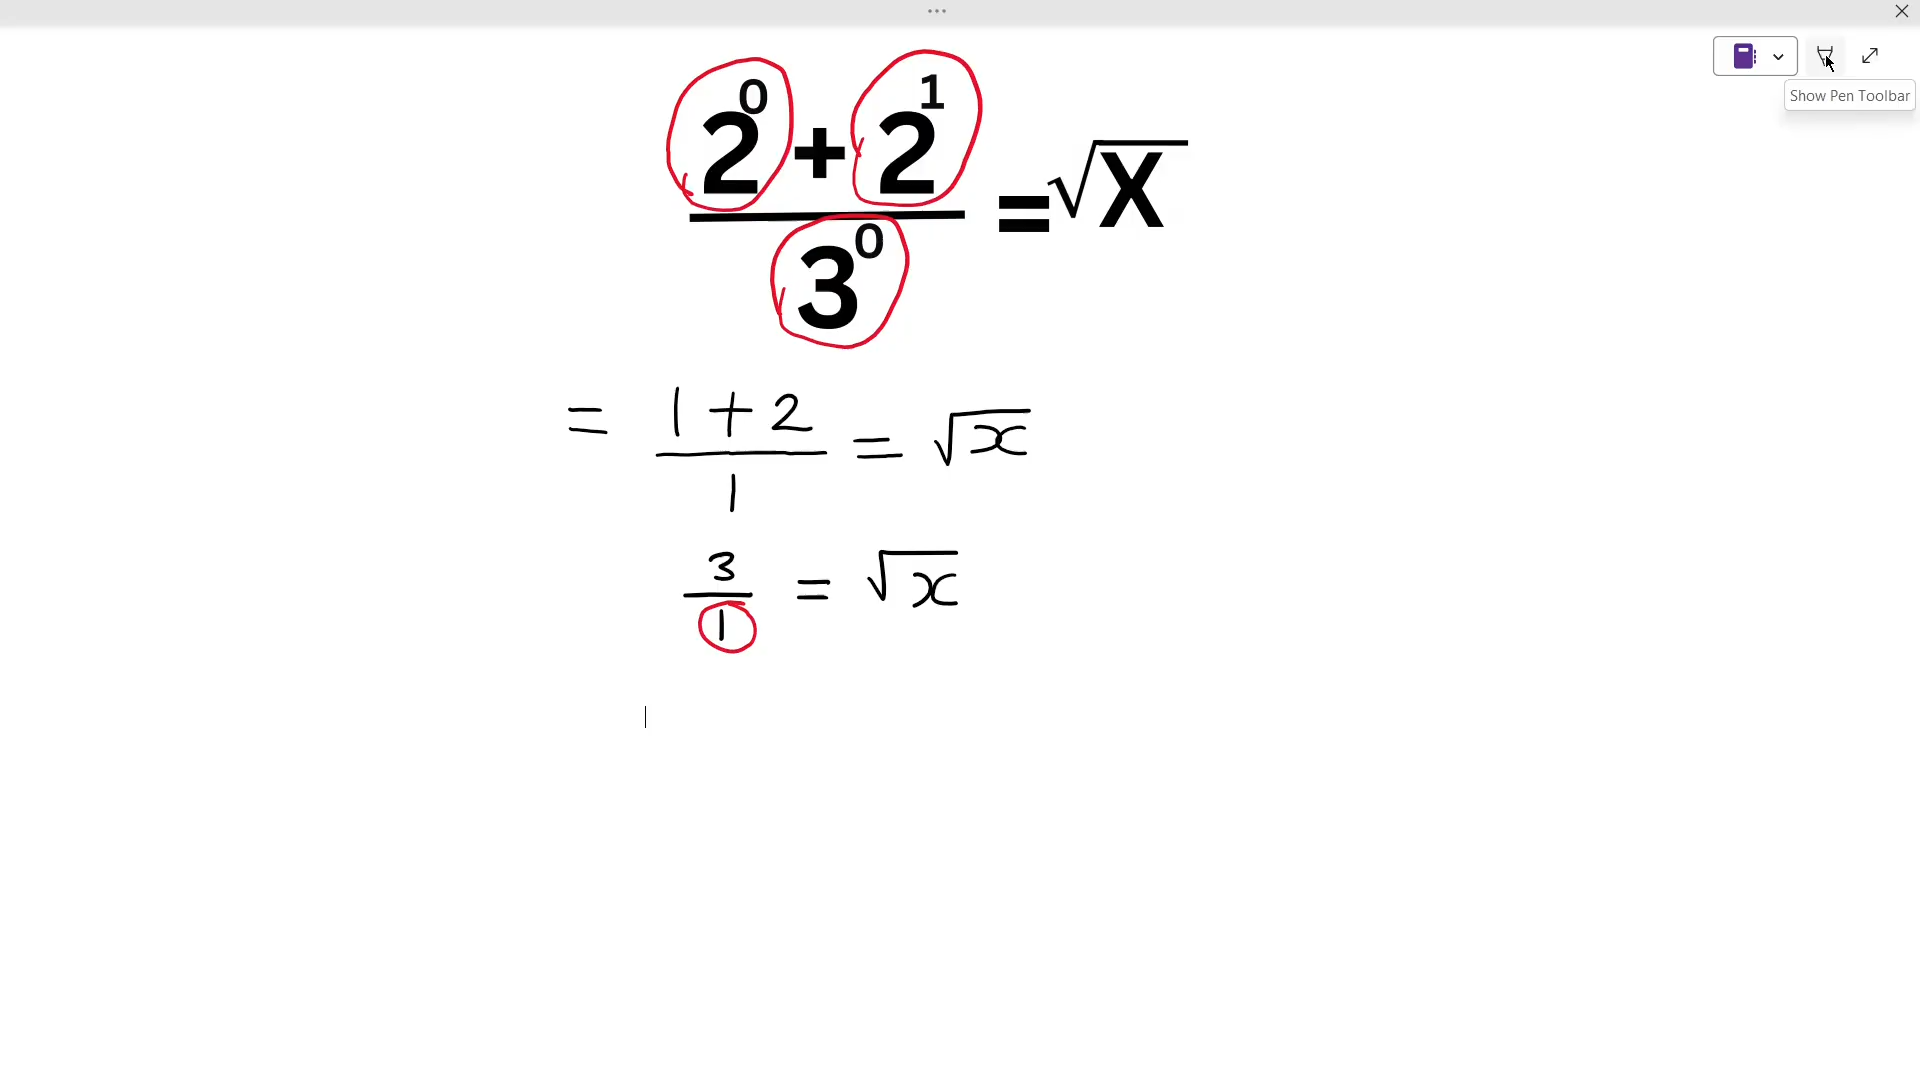 Show Pen Toolbar
2⁰ + 2¹
3⁰
= √X
= 1 + 2
1
= √x
3
1
= √x